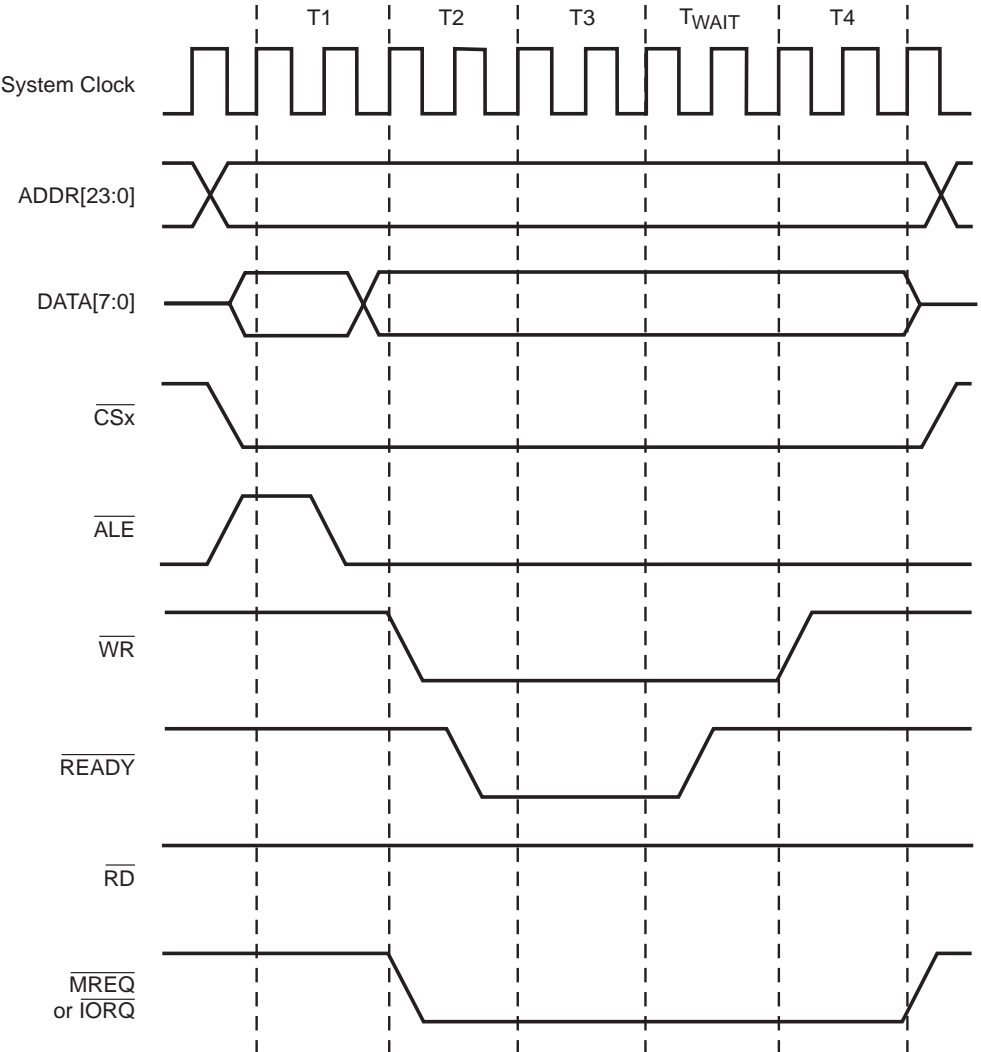 T1 T2 T3 TWAIT T4
System Clock
ADDR[23:0]
DATA[7:0]
CSx
ALE
WR
READY
RD
MREQ
or IORQ